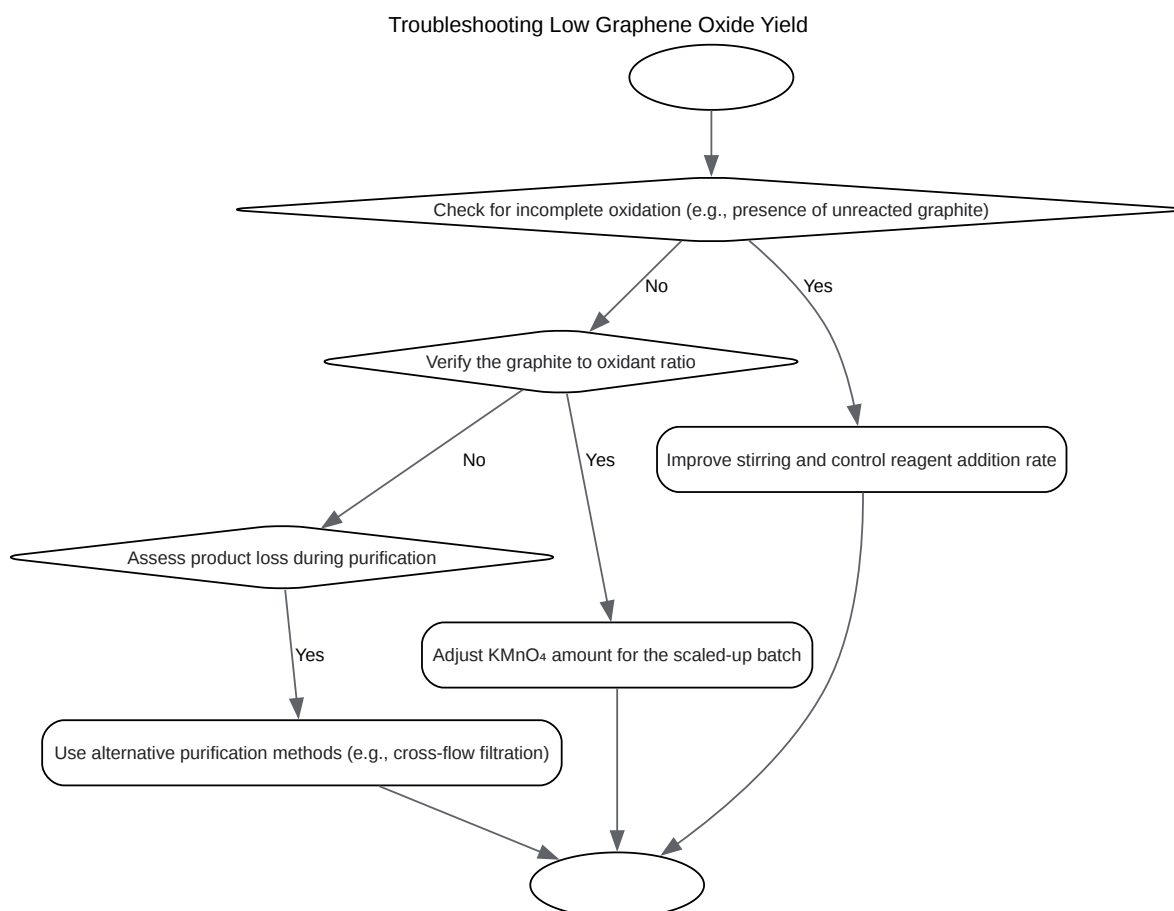 Troubleshooting Low Graphene Oxide Yield
Check for incomplete oxidation (e.g., presence of unreacted graphite)
No
Yes
Verify the graphite to oxidant ratio
No
Yes
Improve stirring and control reagent addition rate
Assess product loss during purification
Yes
Adjust KMnO₄ amount for the scaled-up batch
Use alternative purification methods (e.g., cross-flow filtration)